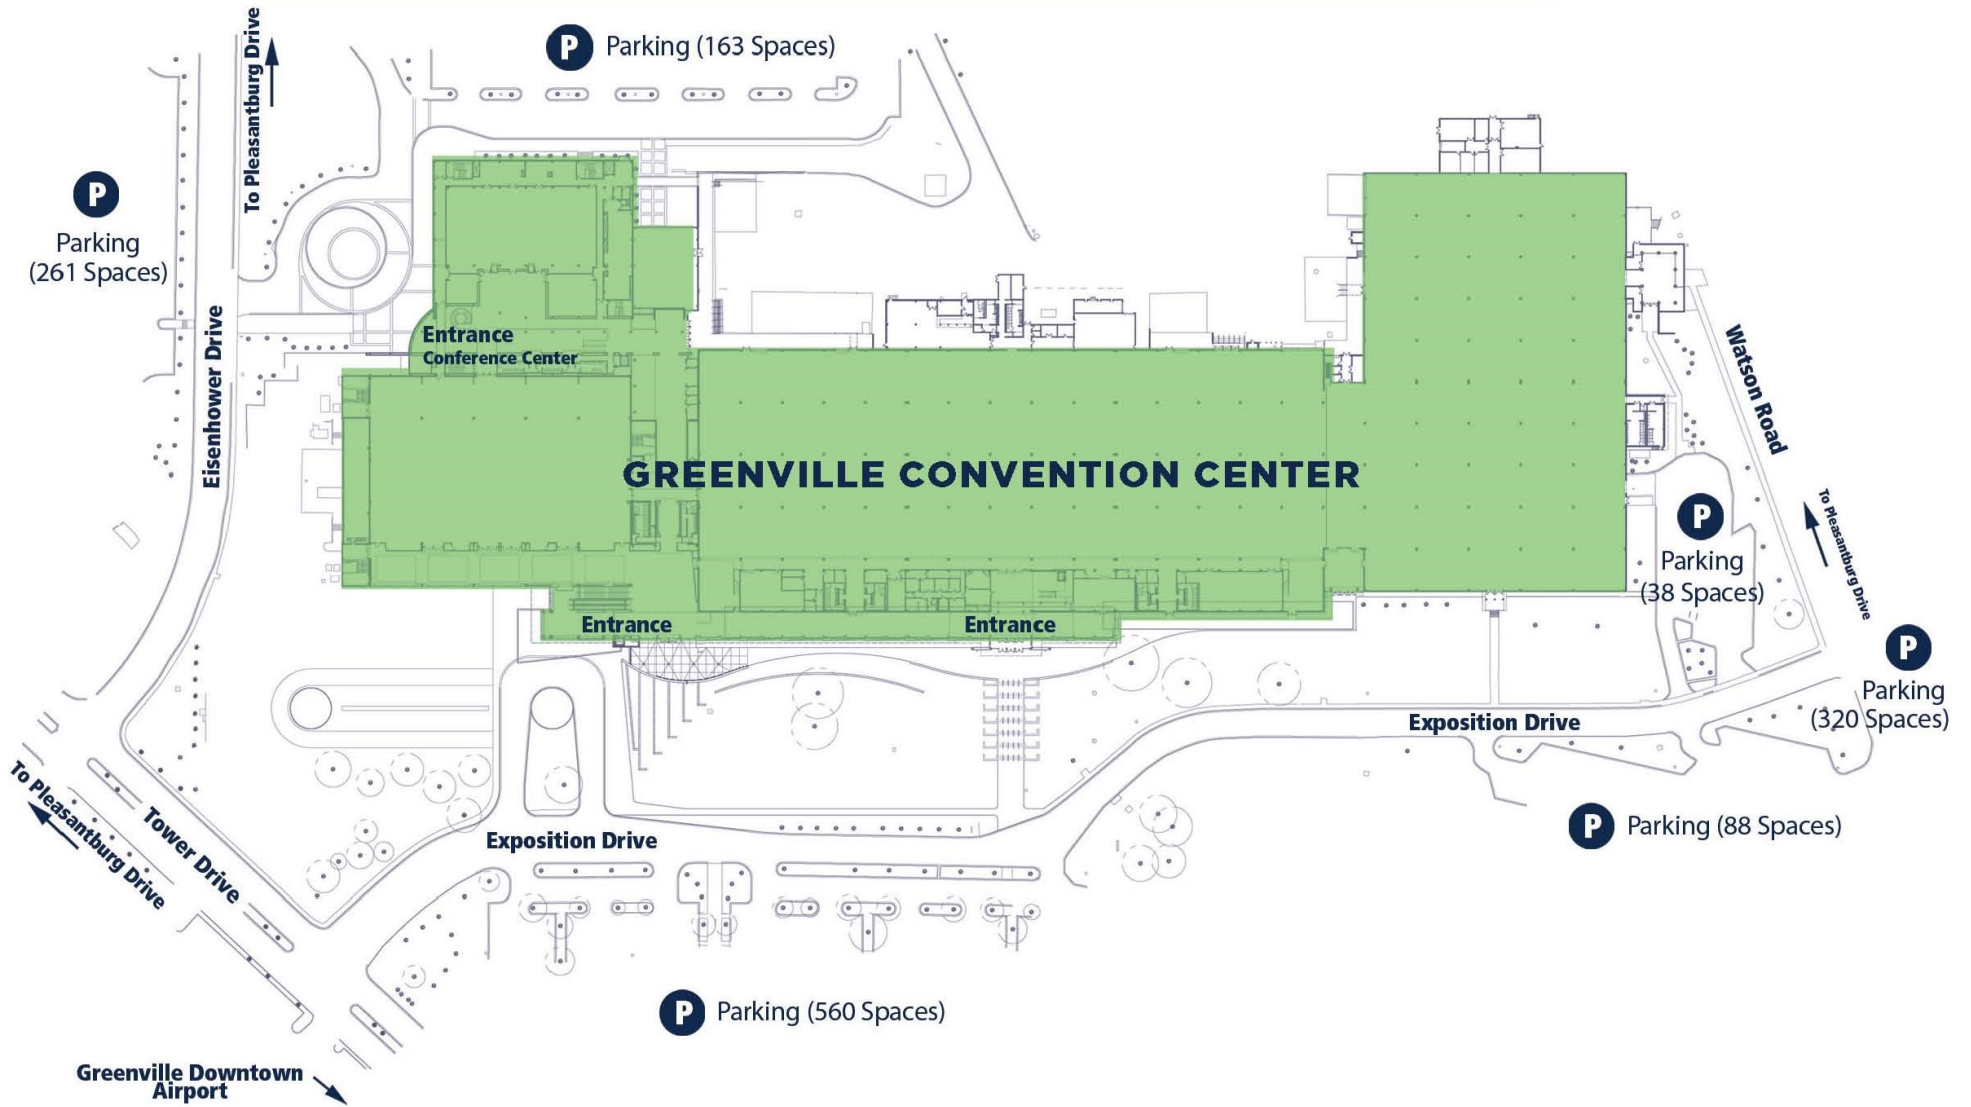 To Pleasantburg Drive
P Parking (163 Spaces)
P
Parking
(261 Spaces)
Eisenhower Drive
Entrance
Conference Center
Watson Road
GREENVILLE CONVENTION CENTER
P
Parking
(38 Spaces)
To Pleasantburg Drive
Entrance
Entrance
P
Parking
(320 Spaces)
Exposition Drive
To Pleasantburg Drive
Tower Drive
Exposition Drive
P Parking (88 Spaces)
P Parking (560 Spaces)
Greenville Downtown
Airport